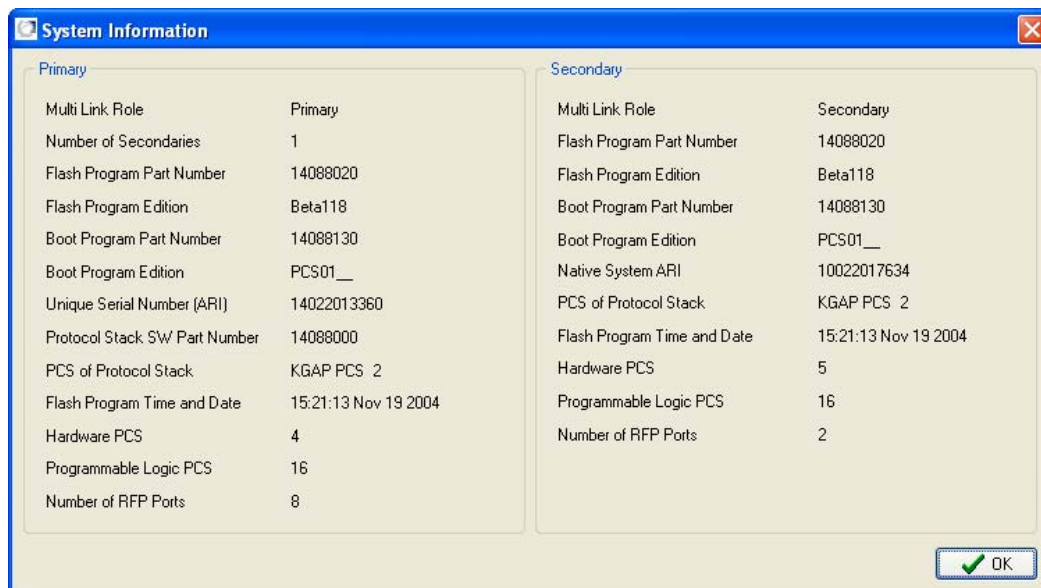 System Information
Primary
Multi Link Role Primary
Number of Secondaries 1
Flash Program Part Number 14088020
Flash Program Edition Beta118
Boot Program Part Number 14088130
Boot Program Edition PCS01__
Unique Serial Number (ARI) 14022013360
Protocol Stack SW Part Number 14088000
PCS of Protocol Stack KGAP PCS 2
Flash Program Time and Date 15:21:13 Nov 19 2004
Hardware PCS 4
Programmable Logic PCS 16
Number of RFP Ports 8
Secondary
Multi Link Role Secondary
Flash Program Part Number 14088020
Flash Program Edition Beta118
Boot Program Part Number 14088130
Boot Program Edition PCS01__
Native System ARI 10022017634
PCS of Protocol Stack KGAP PCS 2
Flash Program Time and Date 15:21:13 Nov 19 2004
Hardware PCS 5
Programmable Logic PCS 16
Number of RFP Ports 2
OK